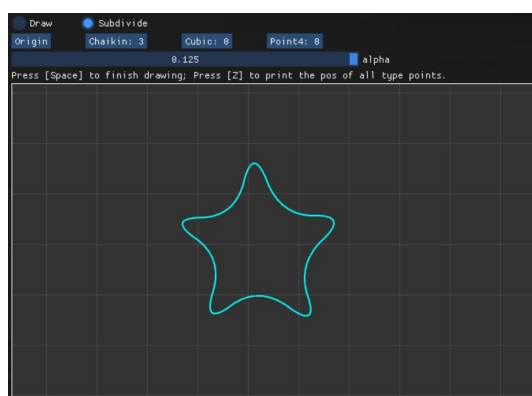 Draw Subdivide
Origin Chaikin: 3 Cubic: 0 Point4: 0
0.125 alpha
Press [Space] to finish drawing; Press [Z] to print the pos of all type points.